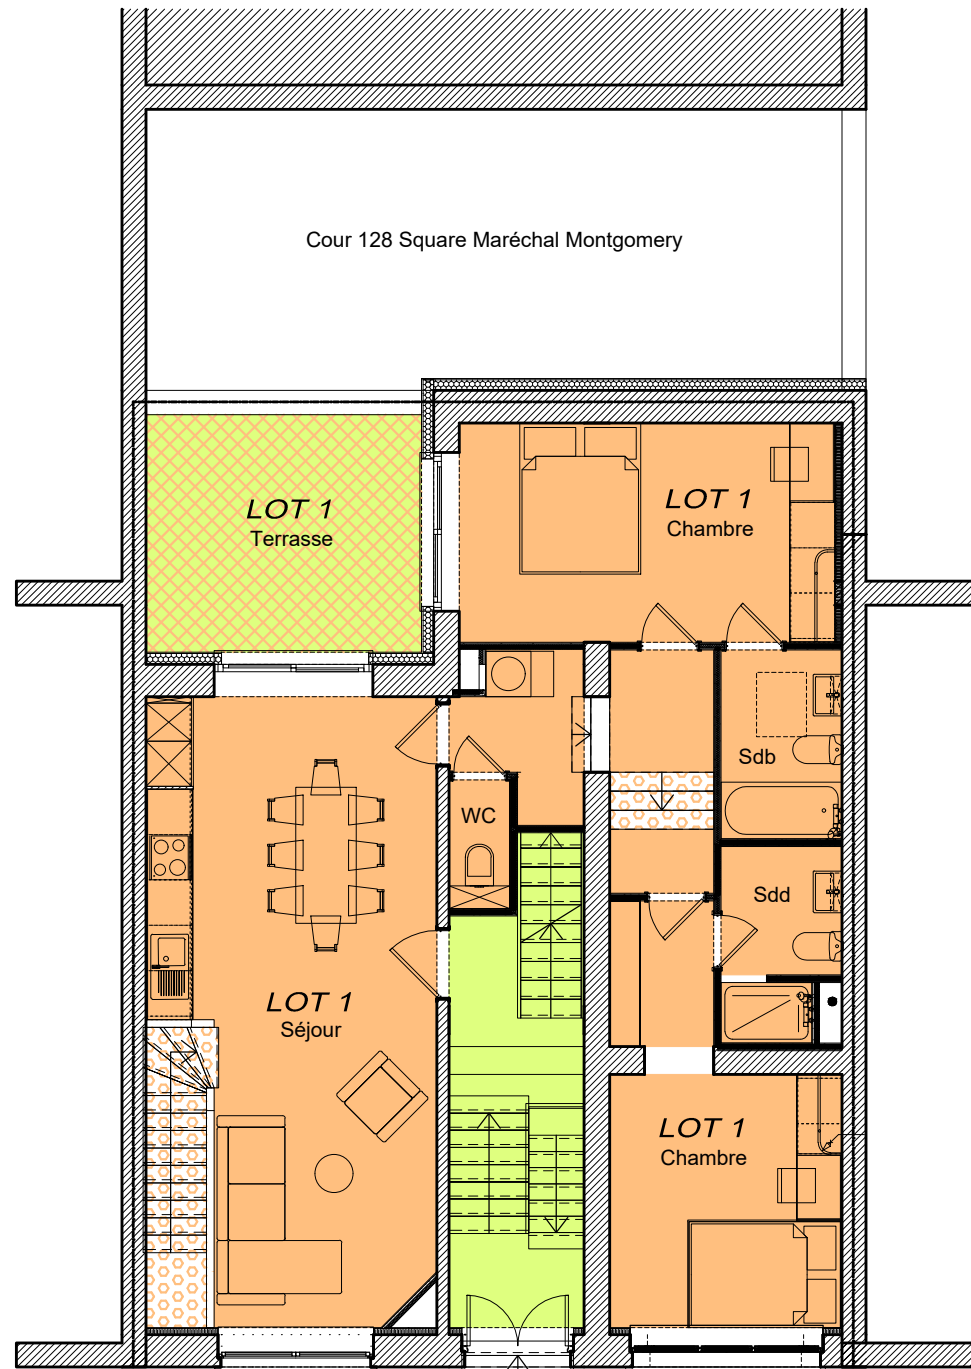 Cour 128 Square Maréchal Montgomery
LOT 1
Terrasse
LOT 1
Chambre
Sdb
WC
Sdd
LOT 1
Séjour
LOT 1
Chambre